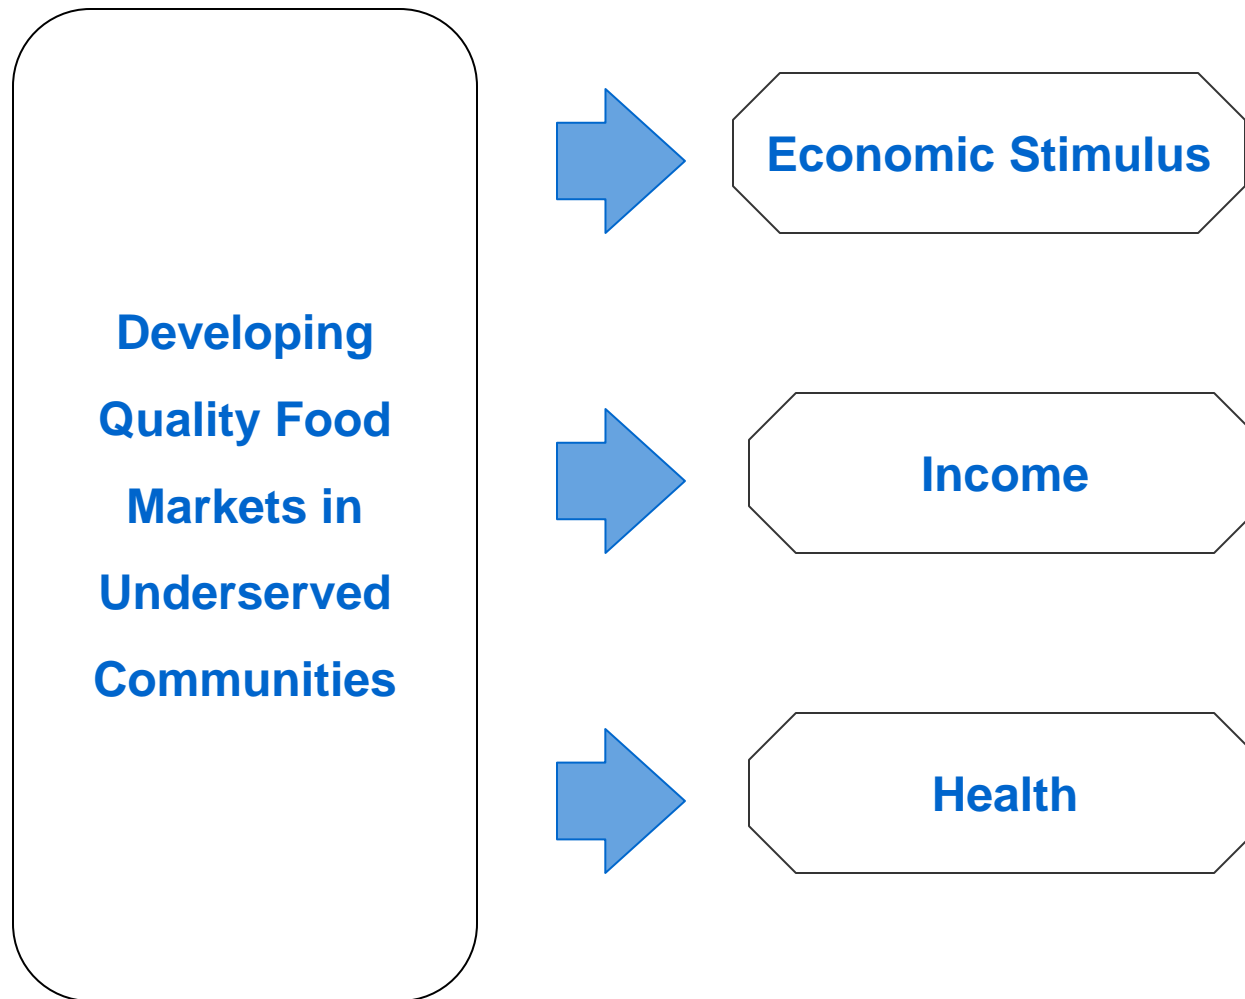 Developing
Quality Food
Markets in
Underserved
Communities
Economic Stimulus
Income
Health